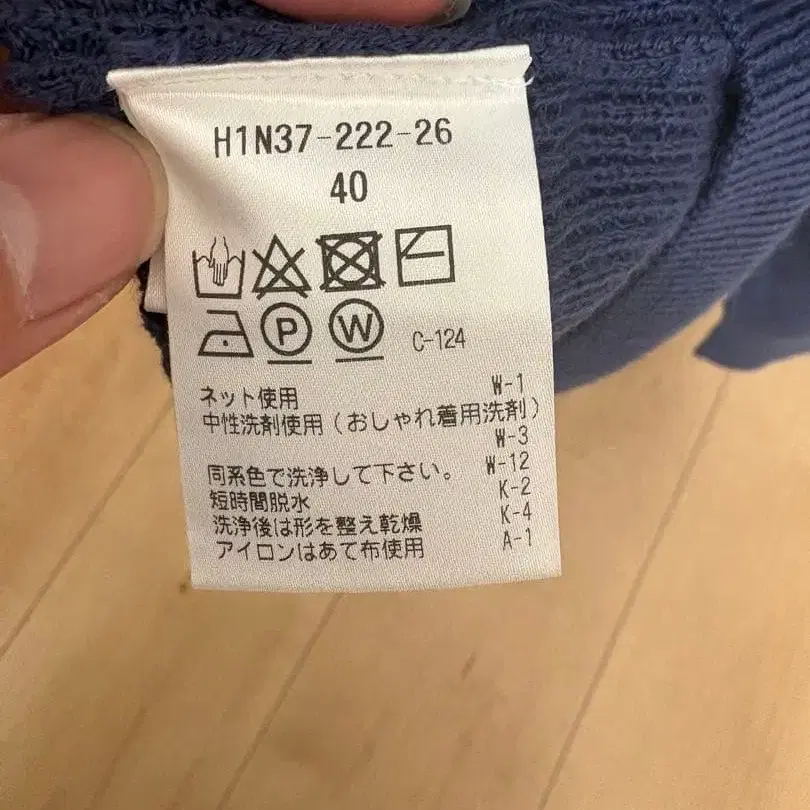 H1N37-222-26
40
P W C-124
ネット使用 W-1
中性洗剤使用(おしゃれ着用洗剤)
W-3
同系色で洗浄して下さい。 W-12
短時間脱水 K-2
洗浄後は形を整え乾燥 K-4
アイロンはあて布使用 A-1